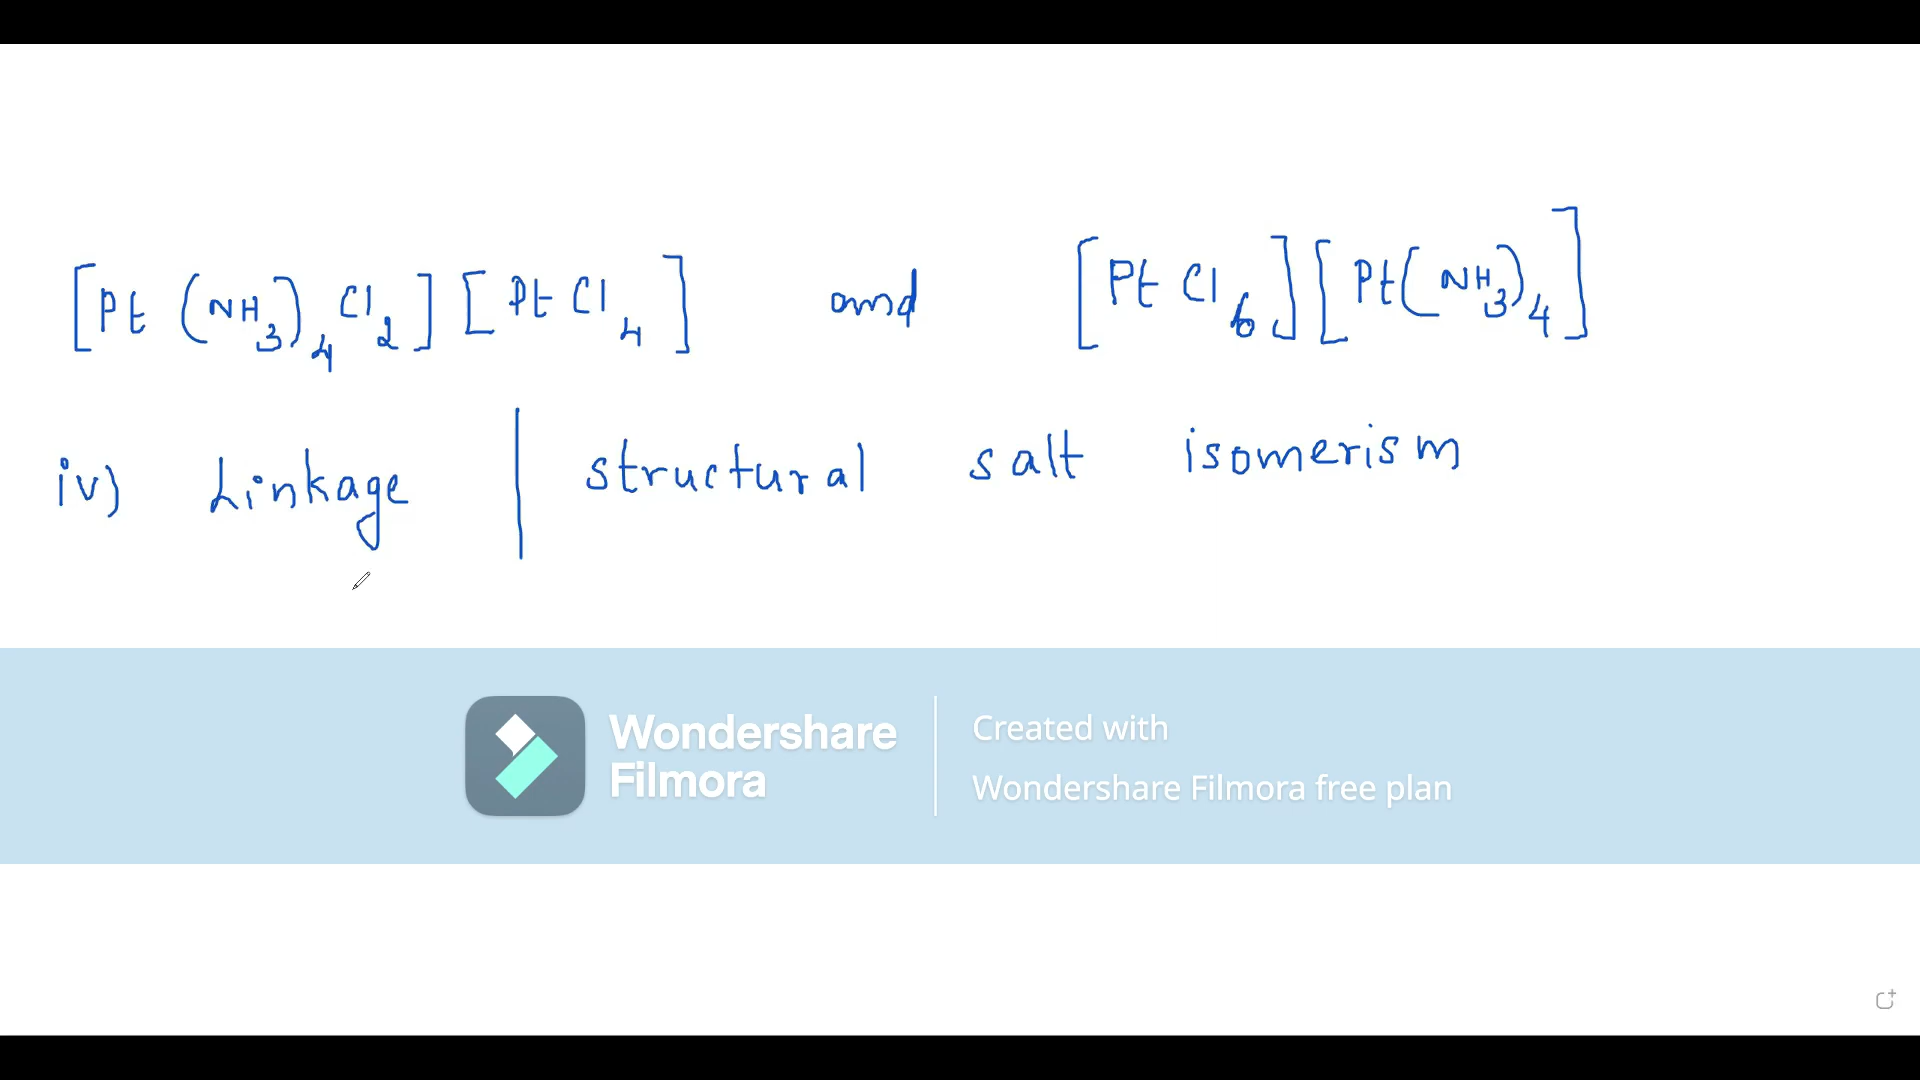 [Pt(NH₃)₄Cl₂][PtCl₄] and [PtCl₆][Pt(NH₃)₄]
iv) Linkage | structural salt isomerism
Wondershare Filmora
Created with
Wondershare Filmora free plan